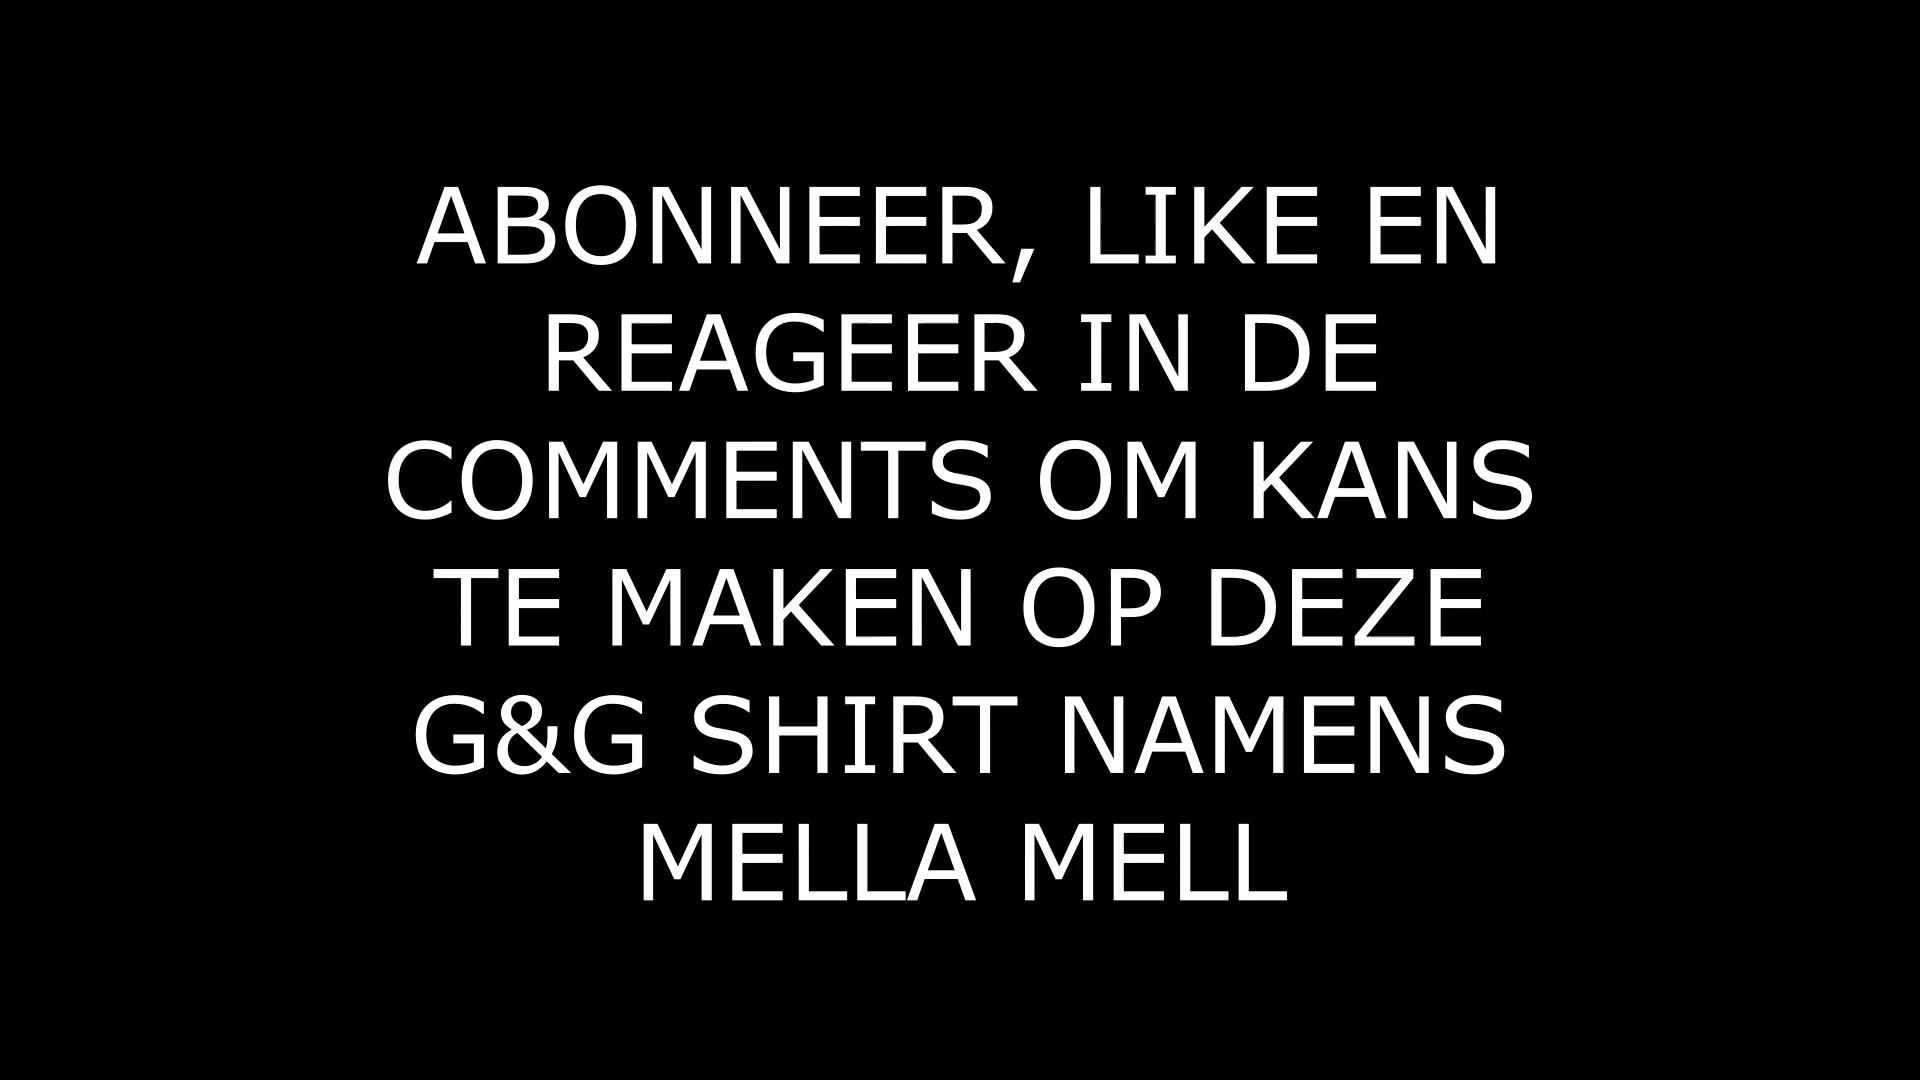 ABONNEER, LIKE EN
REAGEER IN DE
COMMENTS OM KANS
TE MAKEN OP DEZE
G&G SHIRT NAMENS
MELLA MELL